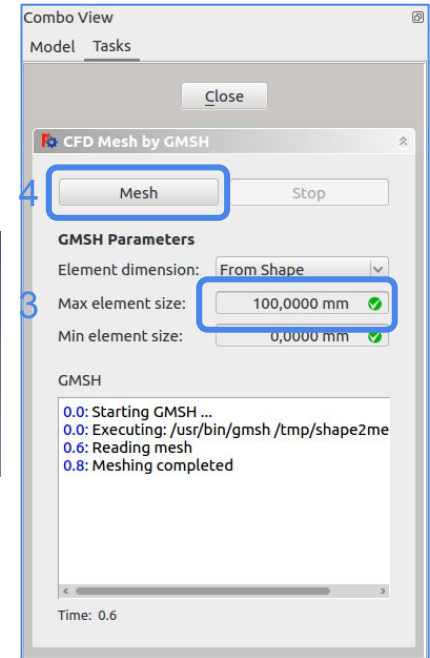 Combo View
Model Tasks
Close
CFD Mesh by GMSH
4
Mesh Stop
GMSH Parameters
Element dimension: From Shape
3
Max element size: 100,0000 mm
Min element size: 0,0000 mm
GMSH
0.0: Starting GMSH ...
0.0: Executing: /usr/bin/gmsh /tmp/shape2me
0.6: Reading mesh
0.8: Meshing completed
Time: 0.6